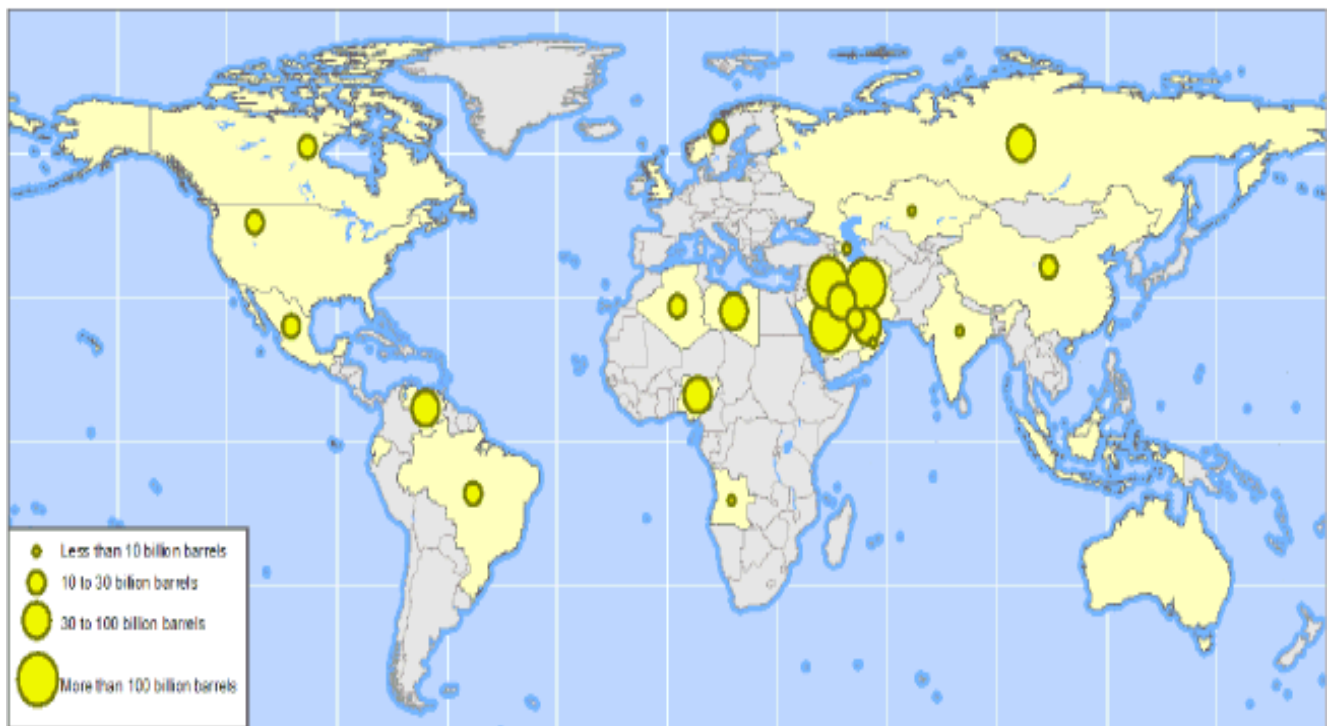 Less than 10 billion barrels
10 to 30 billion barrels
30 to 100 billion barrels
More than 100 billion barrels